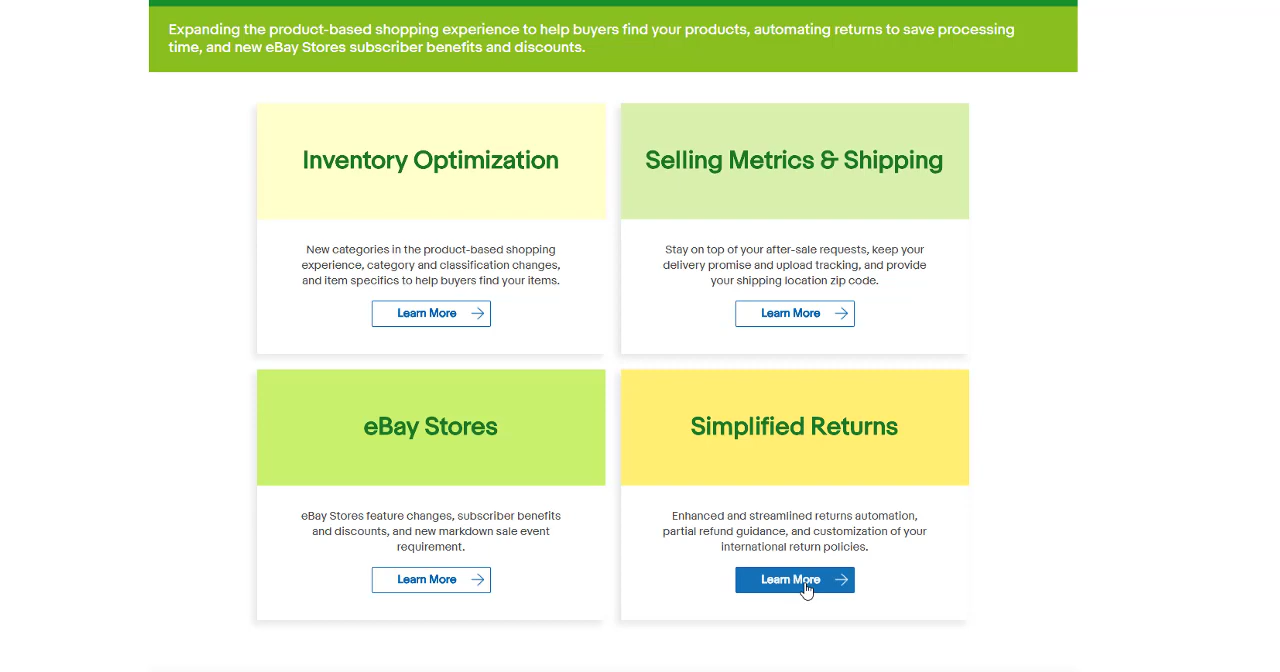 Expanding the product-based shopping experience to help buyers find your products, automating returns to save processing
time, and new eBay Stores subscriber benefits and discounts.
Inventory Optimization
New categories in the product-based shopping
experience, category and classification changes,
and item specifics to help buyers find your items.
Learn More
Selling Metrics & Shipping
Stay on top of your after-sale requests, keep your
delivery promise and upload tracking, and provide
your shipping location zip code.
Learn More
eBay Stores
eBay Stores feature changes, subscriber benefits
and discounts, and new markdown sale event
requirement.
Learn More
Simplified Returns
Enhanced and streamlined returns automation,
partial refund guidance, and customization of your
international return policies.
Learn More